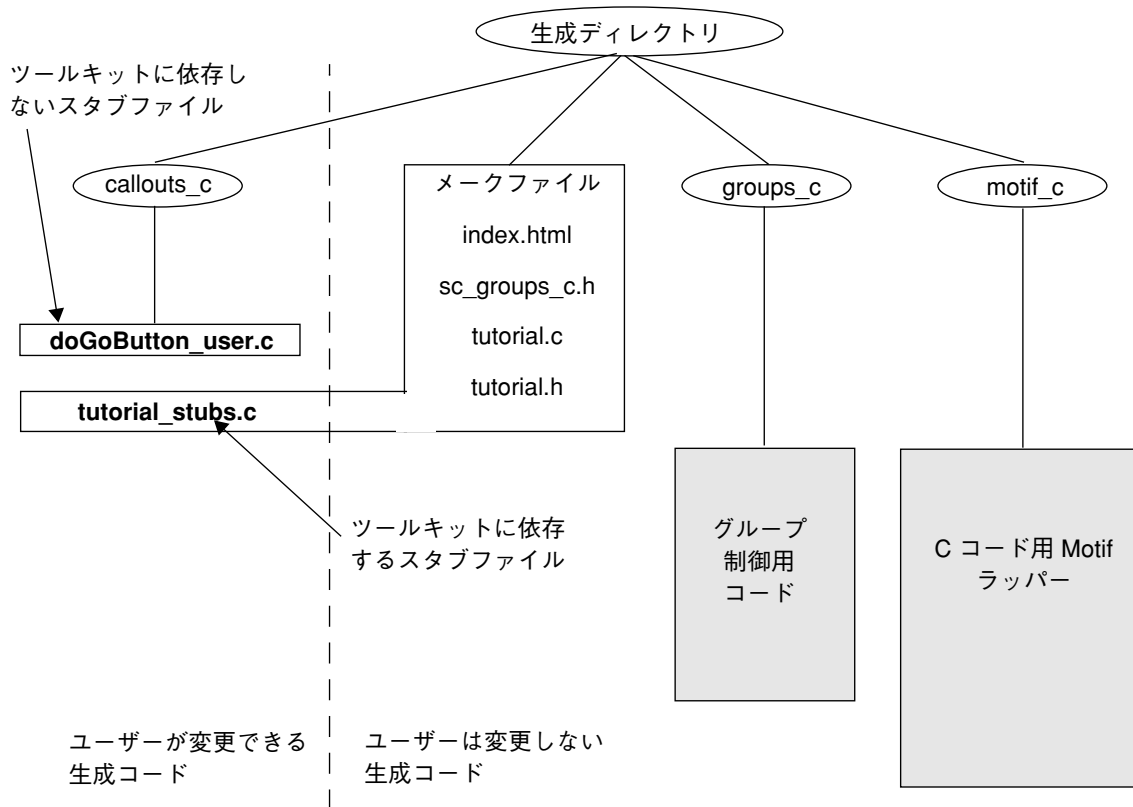 生成ディレクトリ
ツールキットに依存し
ないスタブファイル
callouts_c
メークファイル
index.html
sc_groups_c.h
tutorial.c
tutorial.h
groups_c
motif_c
doGoButton_user.c
tutorial_stubs.c
ツールキットに依存
するスタブファイル
グループ
制御用
コード
C コード用 Motif
ラッパー
ユーザーが変更できる
生成コード
ユーザーは変更しない
生成コード